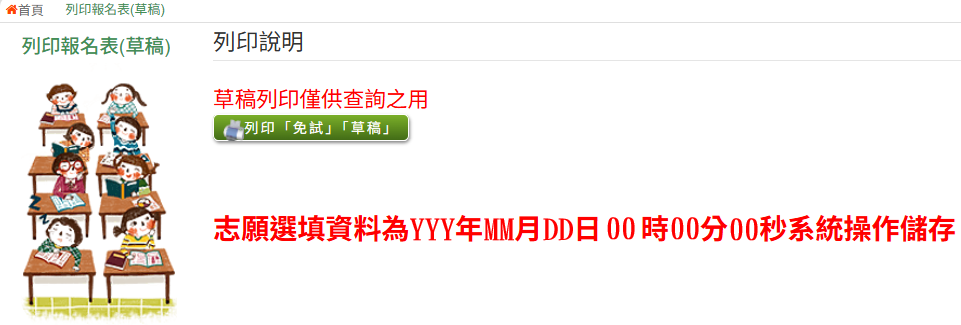 首頁 列印報名表(草稿)
列印報名表(草稿)
列印說明
草稿列印僅供查詢之用
列印「免試」「草稿」
志願選填資料為YYY年MM月DD日 00 時00分00秒系統操作儲存